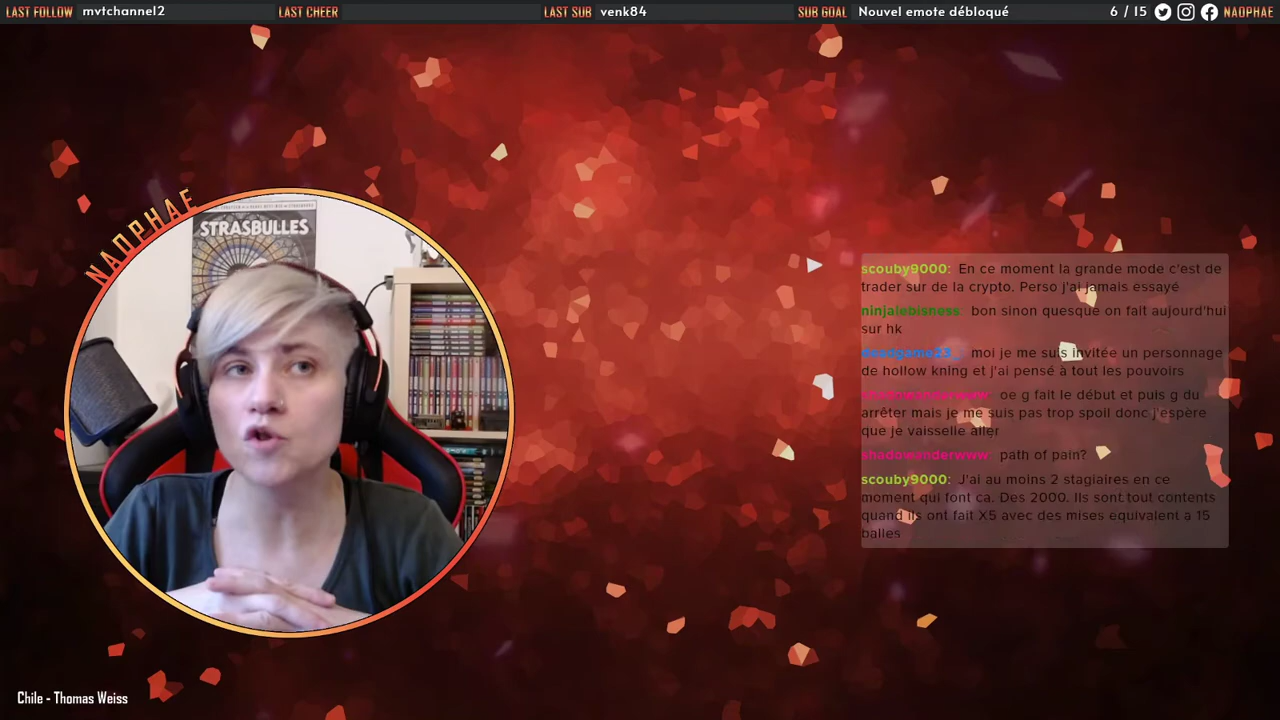 LAST FOLLOW mvtchannel2 LAST CHEER LAST SUB venk84 SUB GOAL Nouvel emote débloqué 6 / 15 NAOPHAE
NAOPHAE
STRASBULLES
scouby9000: En ce moment la grande mode c'est de
trader sur de la crypto. Perso j'ai jamais essayé
ninjalebisness: bon sinon quesque on fait aujourd'hui
sur hk
deadgame23_: moi je me suis invitée un personnage
de hollow kning et j'ai pensé à tout les pouvoirs
shadowanderwww: oe g fait le début et puis g du
arrêter mais je me suis pas trop spoil donc j'espère
que je vaisselle aller
shadowanderwww: path of pain?
scouby9000: J'ai au moins 2 stagiaires en ce
moment qui font ca. Des 2000. Ils sont tout contents
quand ils ont fait X5 avec des mises equivalent a 15
balles
Chile - Thomas Weiss